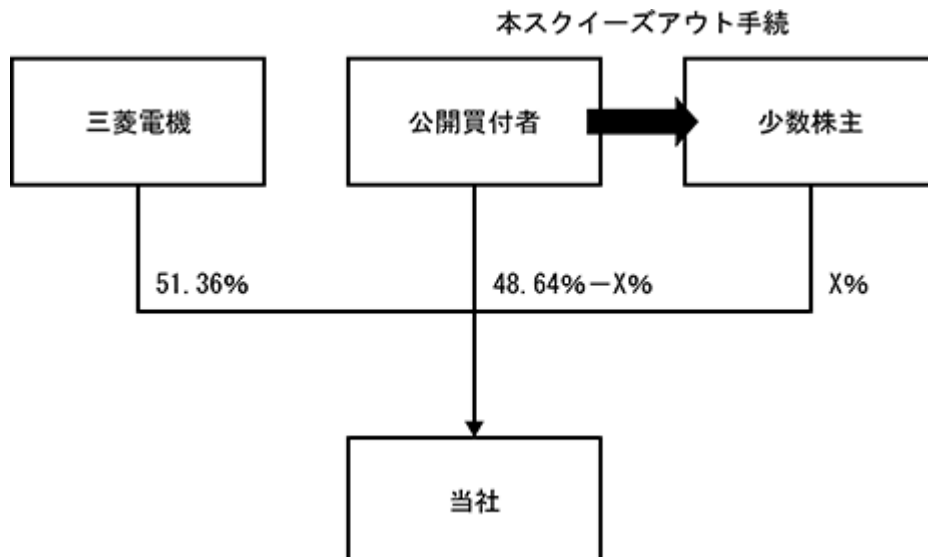 本スクイーズアウト手続
三菱電機
公開買付者
少数株主
51.36%
48.64%－X%
X%
当社